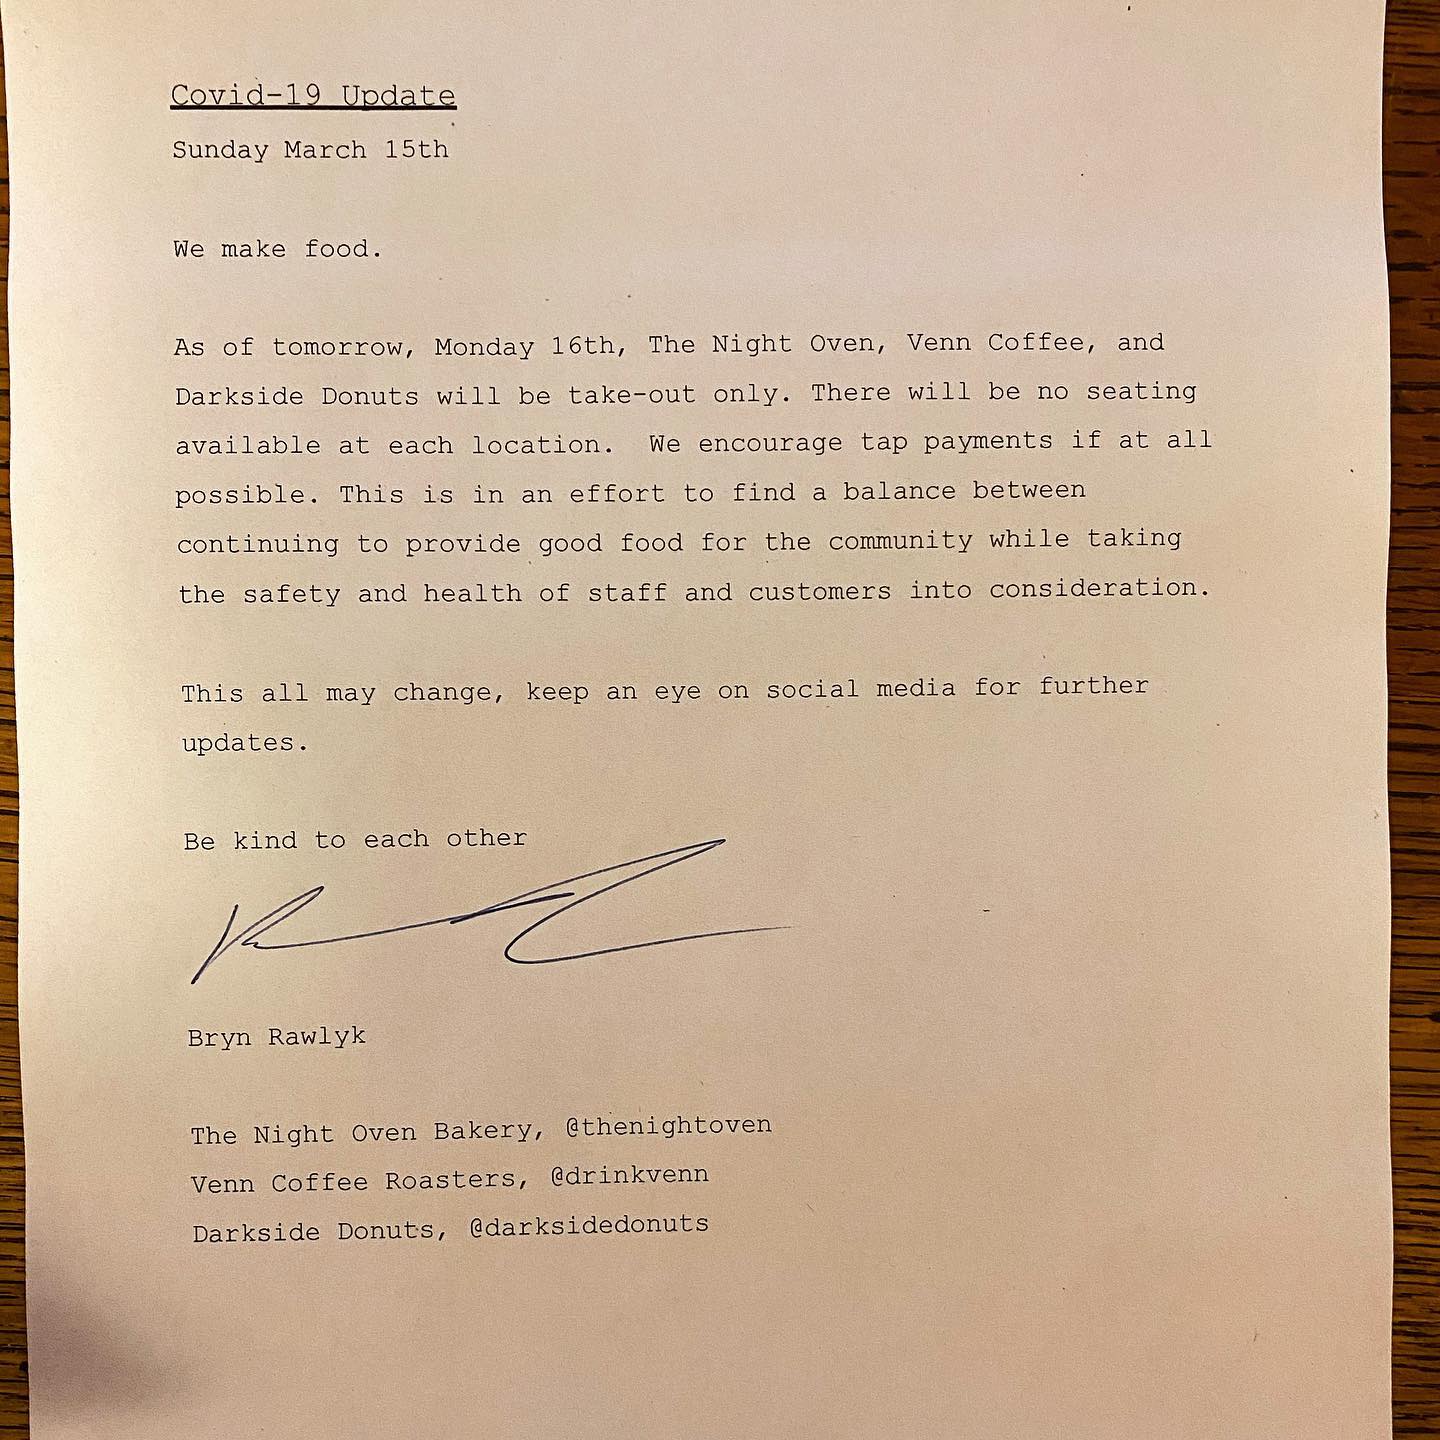 Covid-19 Update
Sunday March 15th
We make food.
As of tomorrow, Monday 16th, The Night Oven, Venn Coffee, and
Darkside Donuts will be take-out only. There will be no seating
available at each location.  We encourage tap payments if at all
possible. This is in an effort to find a balance between
continuing to provide good food for the community while taking
the safety and health of staff and customers into consideration.
This all may change, keep an eye on social media for further
updates.
Be kind to each other
Bryn Rawlyk
The Night Oven Bakery, @thenightoven
Venn Coffee Roasters, @drinkvenn
Darkside Donuts, @darksidedonuts